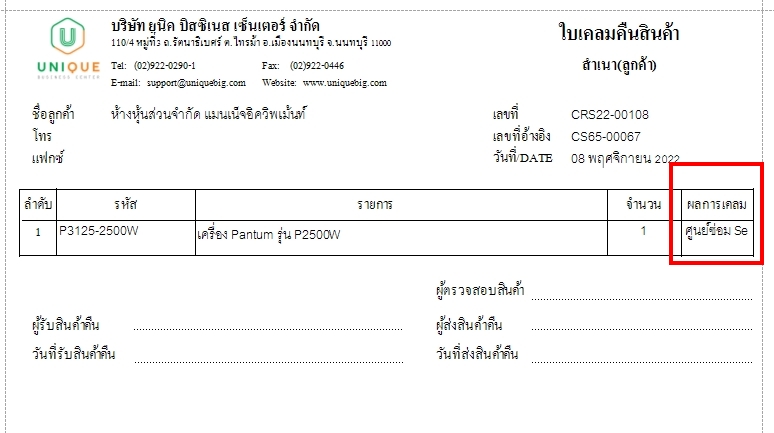 UNIQUE
BUSINESS CENTER
บริษัท ยูนิค บิสซิเนส เซ็นเตอร์ จำกัด
110/4 หมู่ที่5 ถ.รัตนาธิเบศร์ ต.ไทรม้า อ.เมืองนนทบุรี จ.นนทบุรี 11000
Tel: (02)922-0290-1 Fax: (02)922-0446
E-mail: support@uniquebig.com Website: www.uniquebig.com
ใบเคลมคืนสินค้า
สำเนา(ลูกค้า)
ชื่อลูกค้า ห้างหุ้นส่วนจำกัด แมนเน็จอิควิพเม้นท์ เลขที่ CRS22-00108
โทร เลขที่อ้างอิง CS65-00067
แฟกซ์ วันที่/DATE 08 พฤศจิกายน 2022
ลำดับ รหัส รายการ จำนวน ผลการเคลม
1 P3125-2500W เครื่อง Pantum รุ่น P2500W 1 ศูนย์ซ่อม Se
ผู้ตรวจสอบสินค้า
ผู้รับสินค้าคืน ผู้ส่งสินค้าคืน
วันที่รับสินค้าคืน วันที่ส่งสินค้าคืน